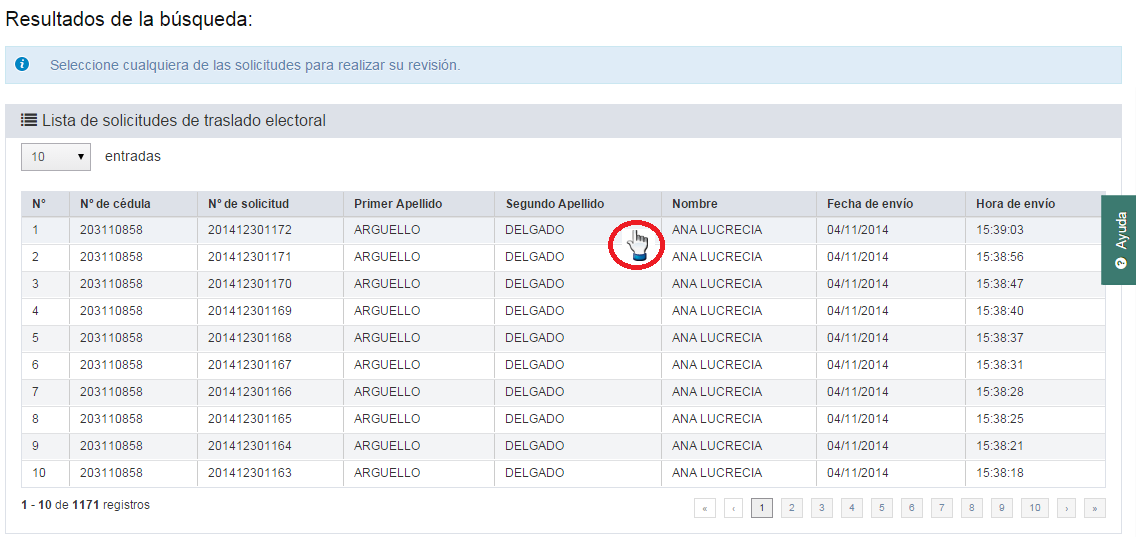 Resultados de la búsqueda:
Seleccione cualquiera de las solicitudes para realizar su revisión.
Lista de solicitudes de traslado electoral
10 entradas
N° N° de cédula N° de solicitud Primer Apellido Segundo Apellido Nombre Fecha de envío Hora de envío
1 203110858 201412301172 ARGUELLO DELGADO ANA LUCRECIA 04/11/2014 15:39:03
2 203110858 201412301171 ARGUELLO DELGADO ANA LUCRECIA 04/11/2014 15:38:56
3 203110858 201412301170 ARGUELLO DELGADO ANA LUCRECIA 04/11/2014 15:38:47
4 203110858 201412301169 ARGUELLO DELGADO ANA LUCRECIA 04/11/2014 15:38:40
5 203110858 201412301168 ARGUELLO DELGADO ANA LUCRECIA 04/11/2014 15:38:37
6 203110858 201412301167 ARGUELLO DELGADO ANA LUCRECIA 04/11/2014 15:38:31
7 203110858 201412301166 ARGUELLO DELGADO ANA LUCRECIA 04/11/2014 15:38:28
8 203110858 201412301165 ARGUELLO DELGADO ANA LUCRECIA 04/11/2014 15:38:25
9 203110858 201412301164 ARGUELLO DELGADO ANA LUCRECIA 04/11/2014 15:38:21
10 203110858 201412301163 ARGUELLO DELGADO ANA LUCRECIA 04/11/2014 15:38:18
1 - 10 de 1171 registros « ‹ 1 2 3 4 5 6 7 8 9 10 › »
? Ayuda